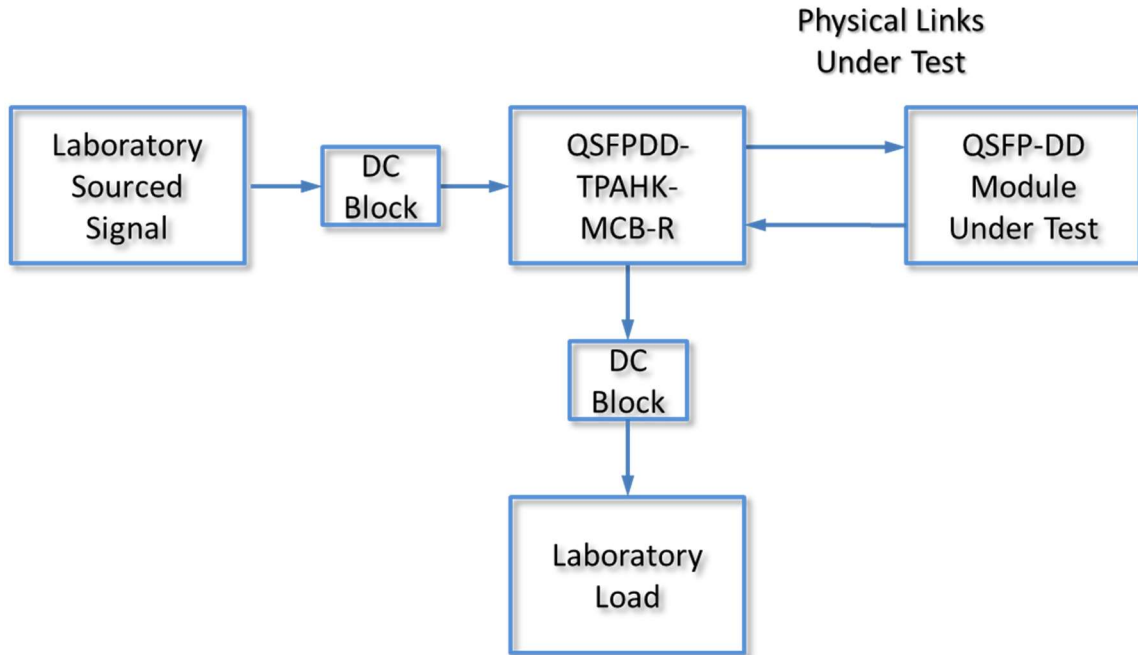 Physical Links
Under Test
Laboratory
Sourced
Signal
DC
Block
QSFPDD-
TPAHK-
MCB-R
QSFP-DD
Module
Under Test
DC
Block
Laboratory
Load